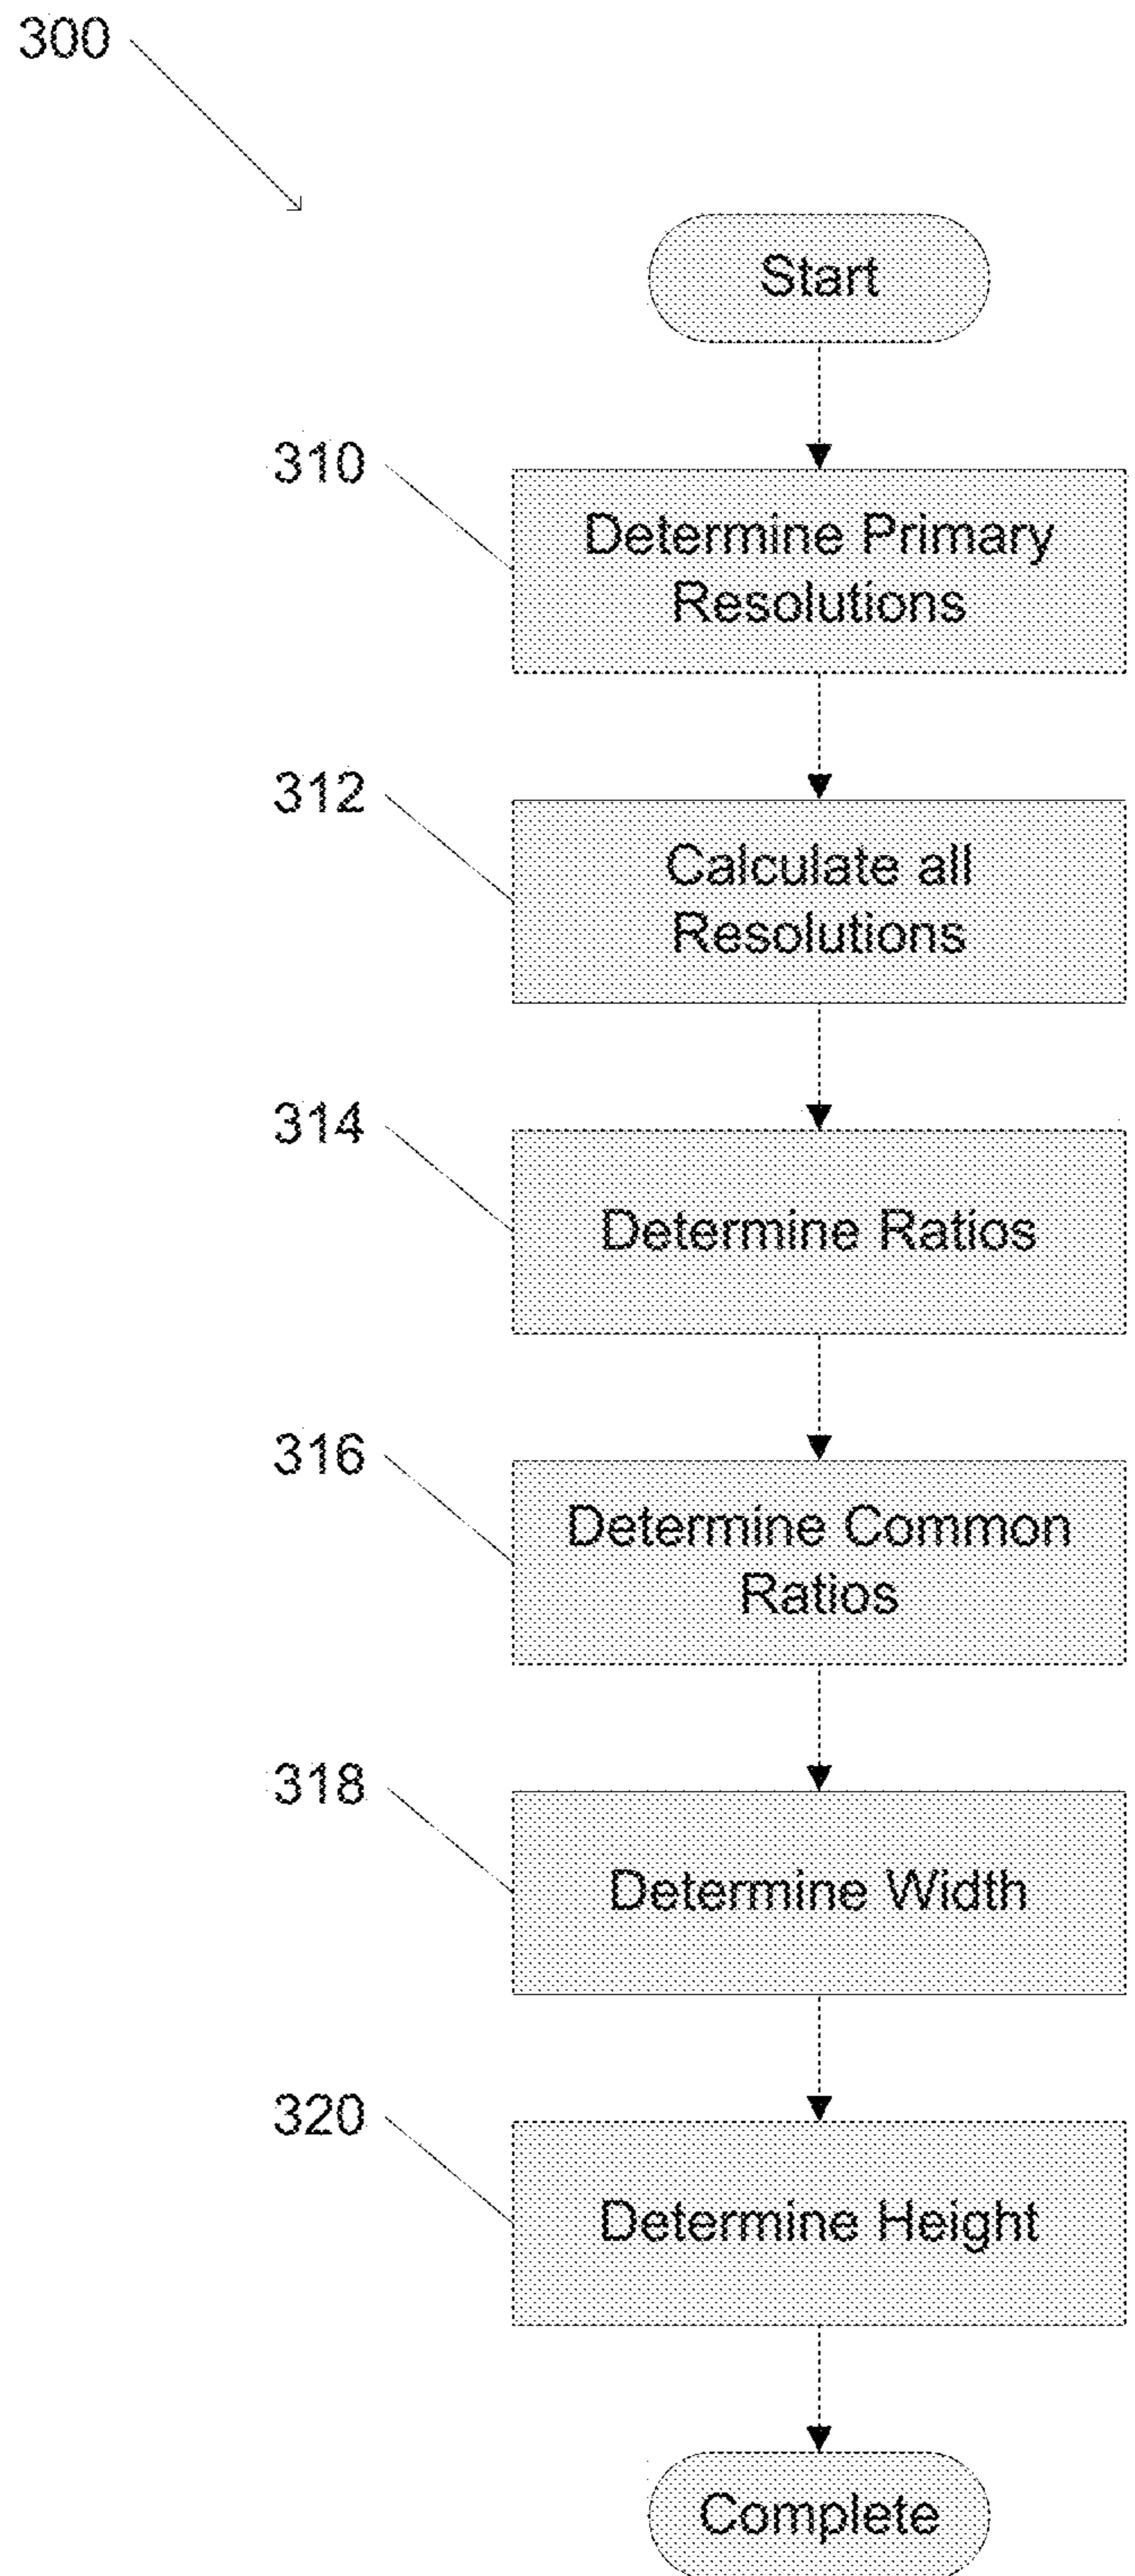 300
Start
310
Determine Primary
Resolutions
312
Calculate all
Resolutions
314
Determine Ratios
316
Determine Common
Ratios
318
Determine Width
320
Determine Height
Complete